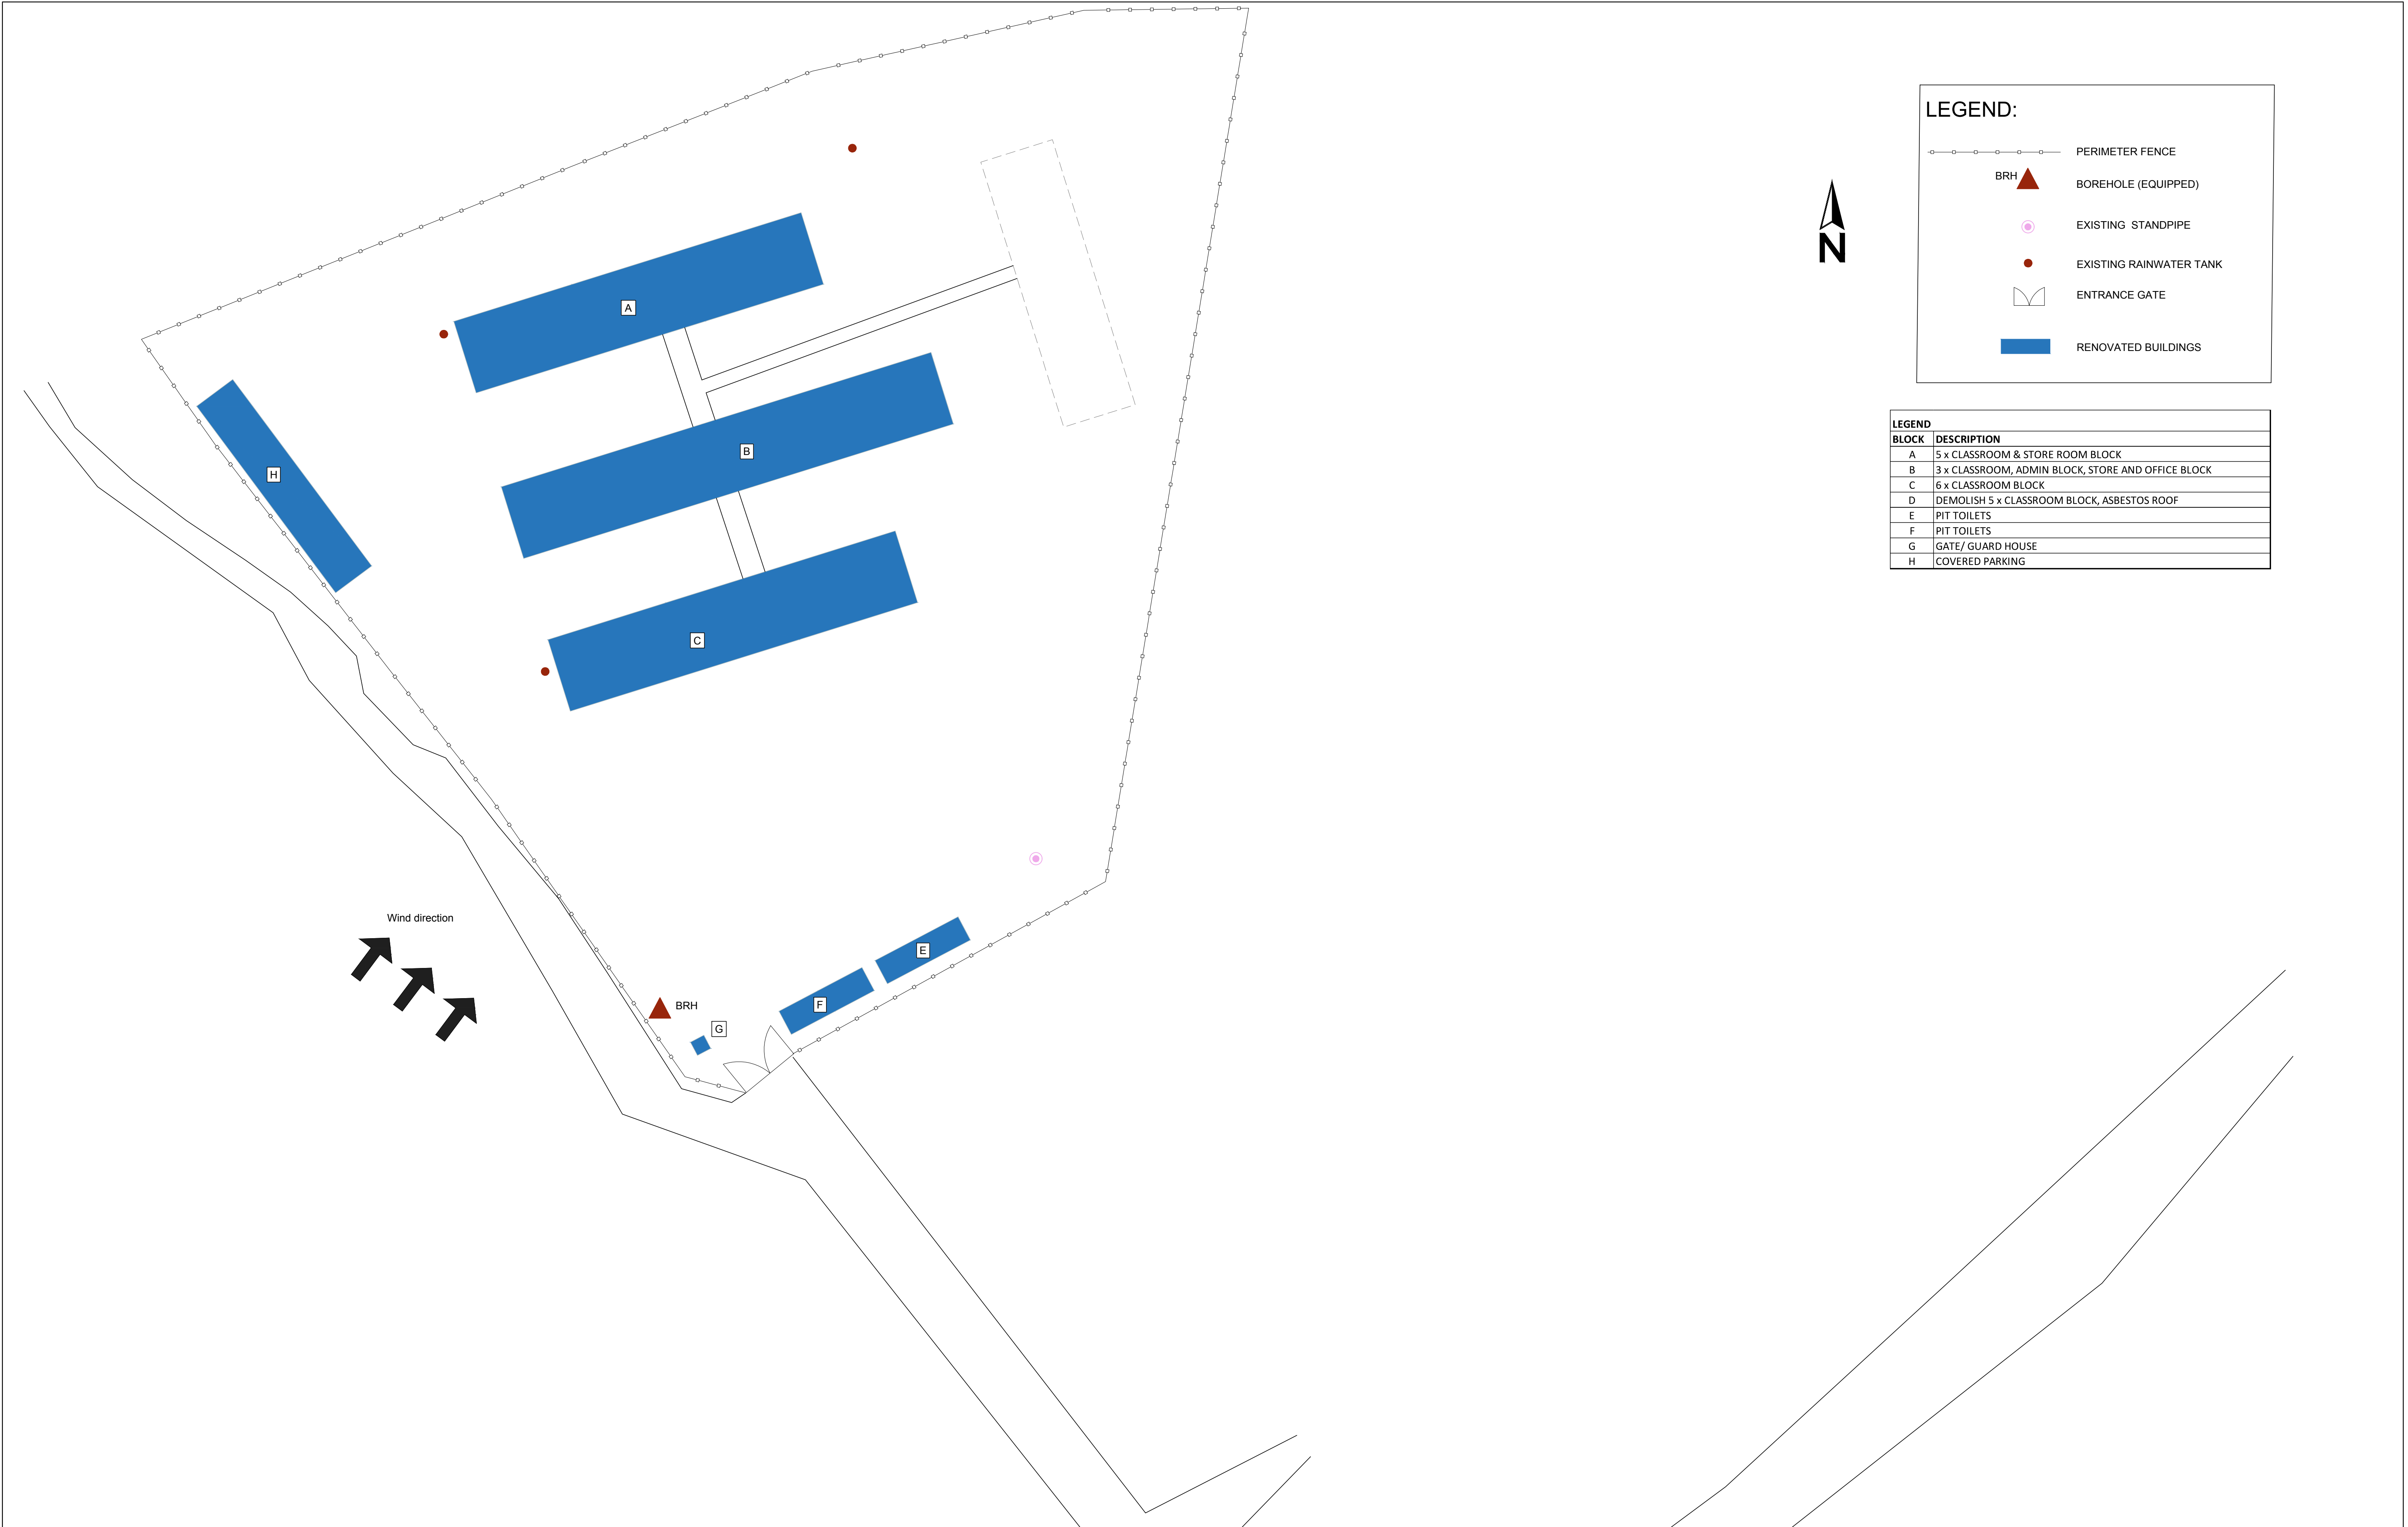 LEGEND:
PERIMETER FENCE
BRH
BOREHOLE (EQUIPPED)
EXISTING STANDPIPE
EXISTING RAINWATER TANK
ENTRANCE GATE
RENOVATED BUILDINGS
N
LEGEND
BLOCK DESCRIPTION
A 5 x CLASSROOM & STORE ROOM BLOCK
B 3 x CLASSROOM, ADMIN BLOCK, STORE AND OFFICE BLOCK
C 6 x CLASSROOM BLOCK
D DEMOLISH 5 x CLASSROOM BLOCK, ASBESTOS ROOF
E PIT TOILETS
F PIT TOILETS
G GATE/ GUARD HOUSE
H COVERED PARKING
A
B
H
C
Wind direction
E
F
BRH
G